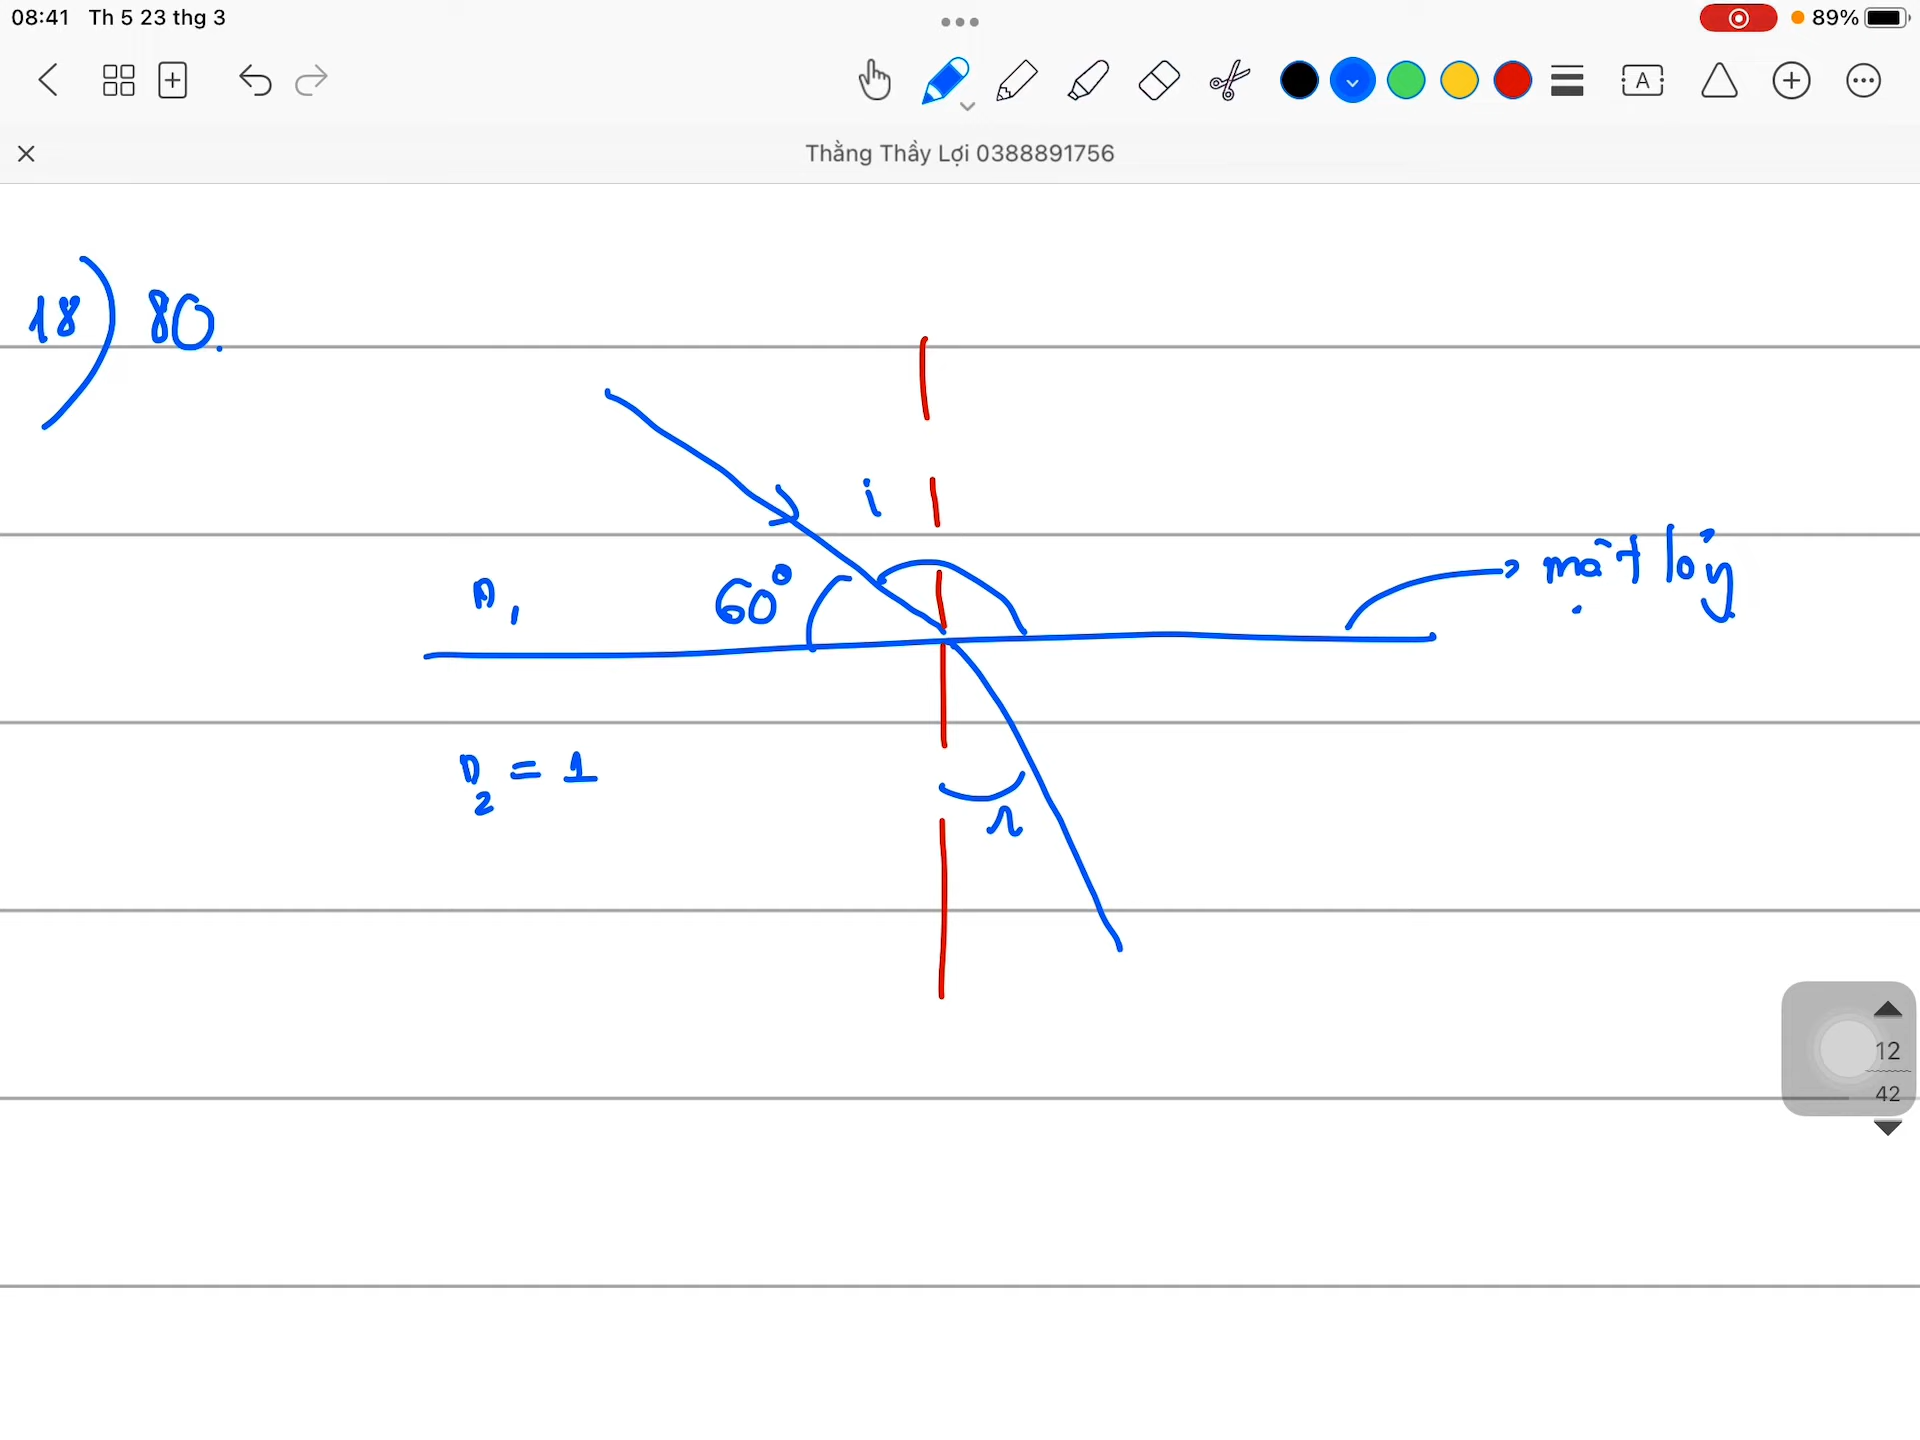 08:41 Th 5 23 thg 3
89%
A
Thằng Thầy Lợi 0388891756
18) 80.
i
60°
mặt
n₁
n₂ = 1
r
12
42